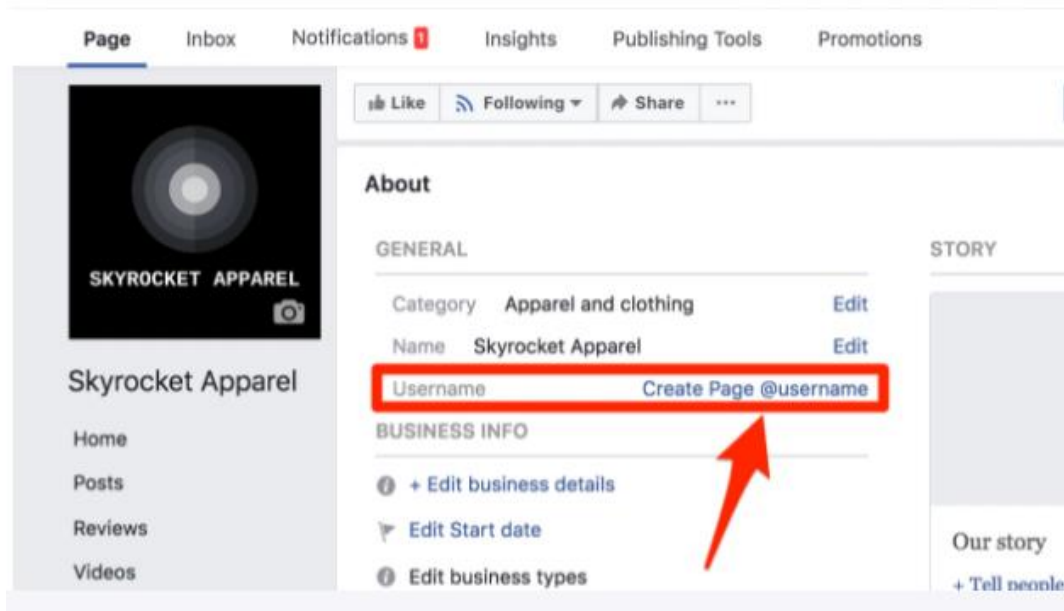 Page Inbox Notifications 1 Insights Publishing Tools Promotions
Like Following Share ...
About
GENERAL
STORY
SKYROCKET APPAREL
Category Apparel and clothing Edit
Name Skyrocket Apparel Edit
Skyrocket Apparel
Username Create Page @username
BUSINESS INFO
Home
Posts
Reviews
Videos
+ Edit business details
Edit Start date
Edit business types
Our story
+ Tell people